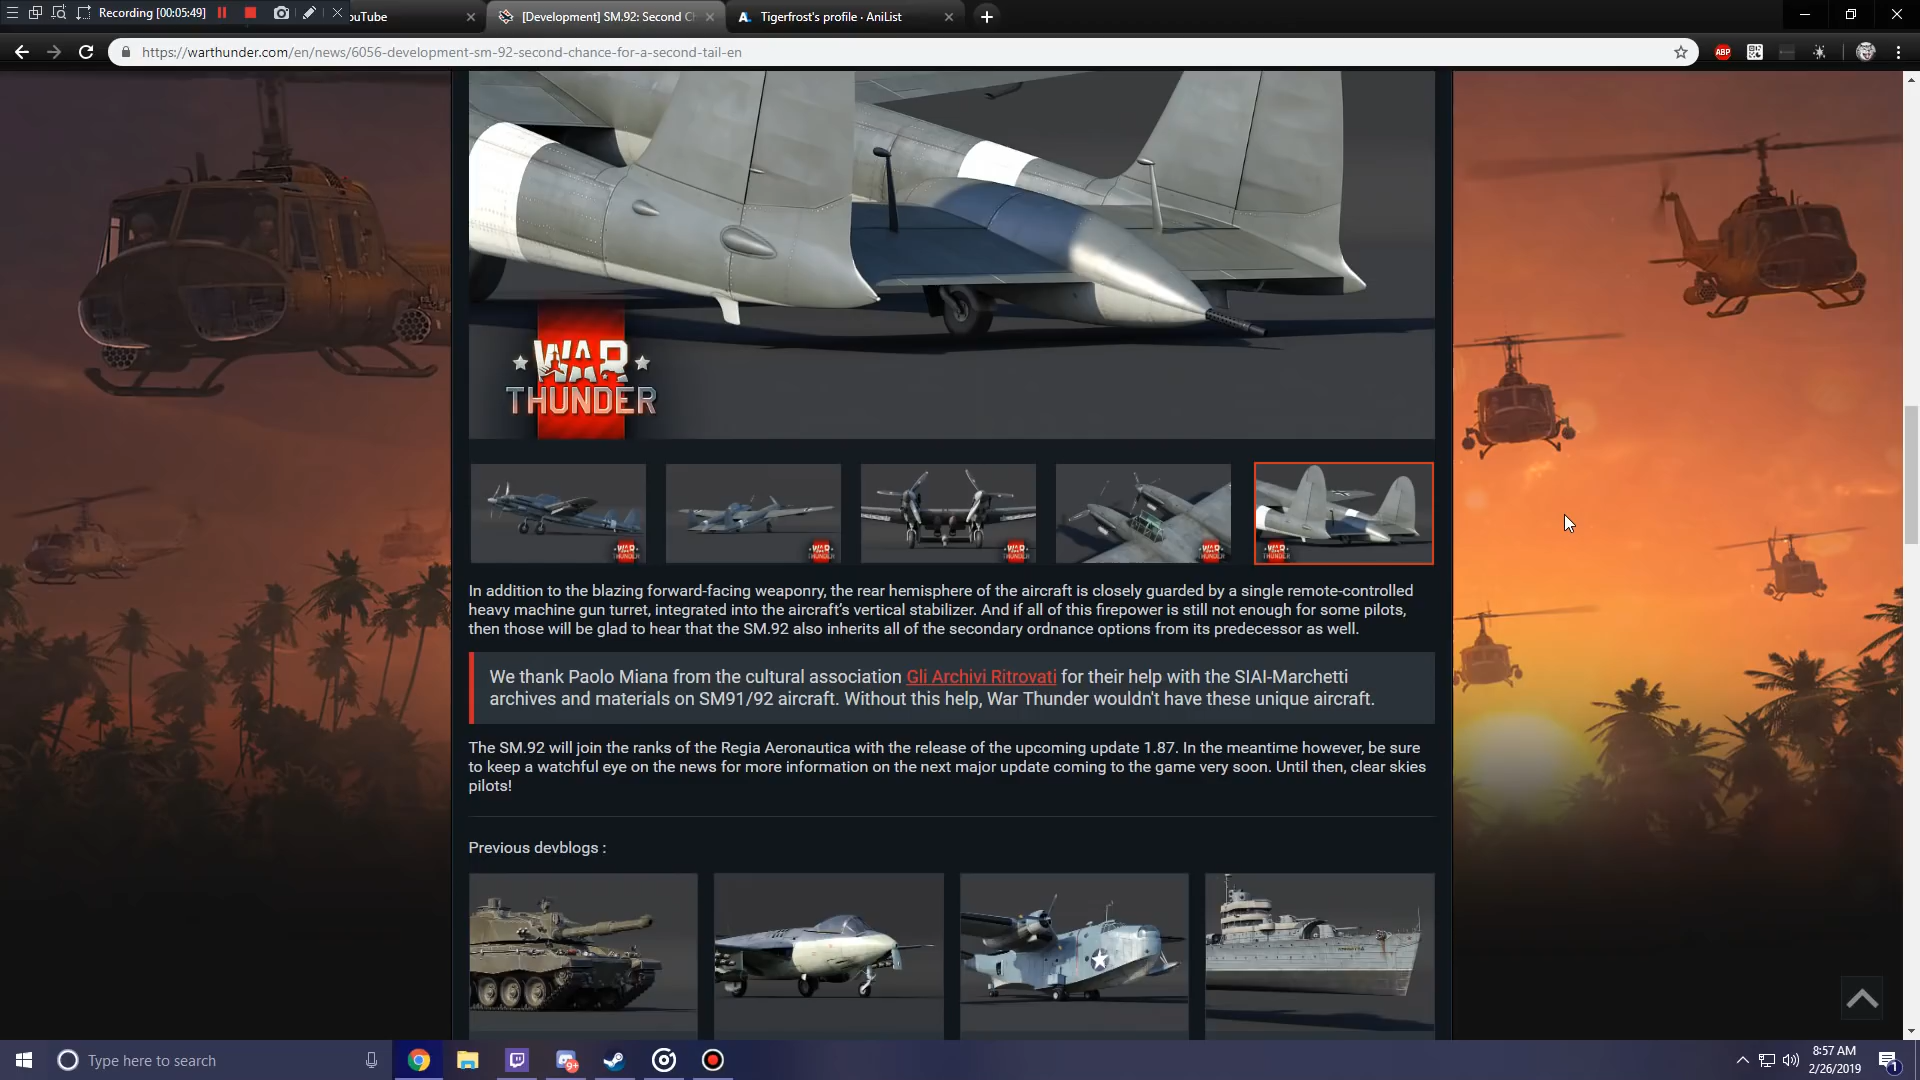 Recording [00:05:49]
ouTube
[Development] SM.92: Second Ch
Tigerfrost's profile · AniList
https://warthunder.com/en/news/6056-development-sm-92-second-chance-for-a-second-tail-en
ABP
WAR
THUNDER
In addition to the blazing forward-facing weaponry, the rear hemisphere of the aircraft is closely guarded by a single remote-controlled
heavy machine gun turret, integrated into the aircraft's vertical stabilizer. And if all of this firepower is still not enough for some pilots,
then those will be glad to hear that the SM.92 also inherits all of the secondary ordnance options from its predecessor as well.
We thank Paolo Miana from the cultural association Gli Archivi Ritrovati for their help with the SIAI-Marchetti
archives and materials on SM91/92 aircraft. Without this help, War Thunder wouldn't have these unique aircraft.
The SM.92 will join the ranks of the Regia Aeronautica with the release of the upcoming update 1.87. In the meantime however, be sure
to keep a watchful eye on the news for more information on the next major update coming to the game very soon. Until then, clear skies
pilots!
Previous devblogs :
Type here to search
9+
8:57 AM
2/26/2019
1